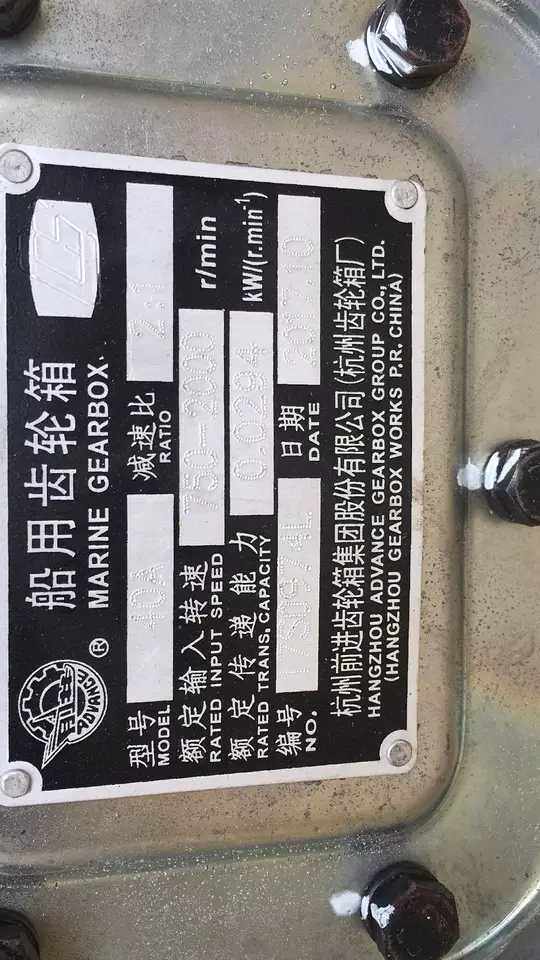 船用齿轮箱
MARINE GEARBOX
ADVANCE ®
型号 40A 减速比 2:1
MODEL RATIO
额定输入转速 750-2000 r/min
RATED INPUT SPEED
额定传递能力 0.0294 kW/(r.min⁻¹)
RATED TRANS. CAPACITY
编号 日期 2017.10
NO. DATE
杭州前进齿轮箱集团股份有限公司(杭州齿轮箱厂)
HANGZHOU ADVANCE GEARBOX GROUP CO., LTD.
(HANGZHOU GEARBOX WORKS P.R. CHINA)